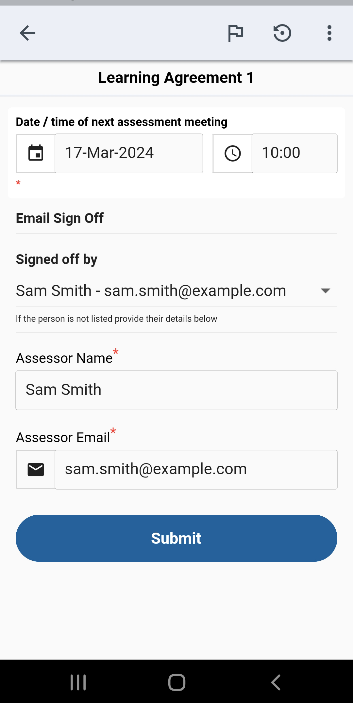 Learning Agreement 1
Date / time of next assessment meeting
17-Mar-2024 10:00
*
Email Sign Off
Signed off by
Sam Smith - sam.smith@example.com
If the person is not listed provide their details below
Assessor Name*
Sam Smith
Assessor Email*
sam.smith@example.com
Submit